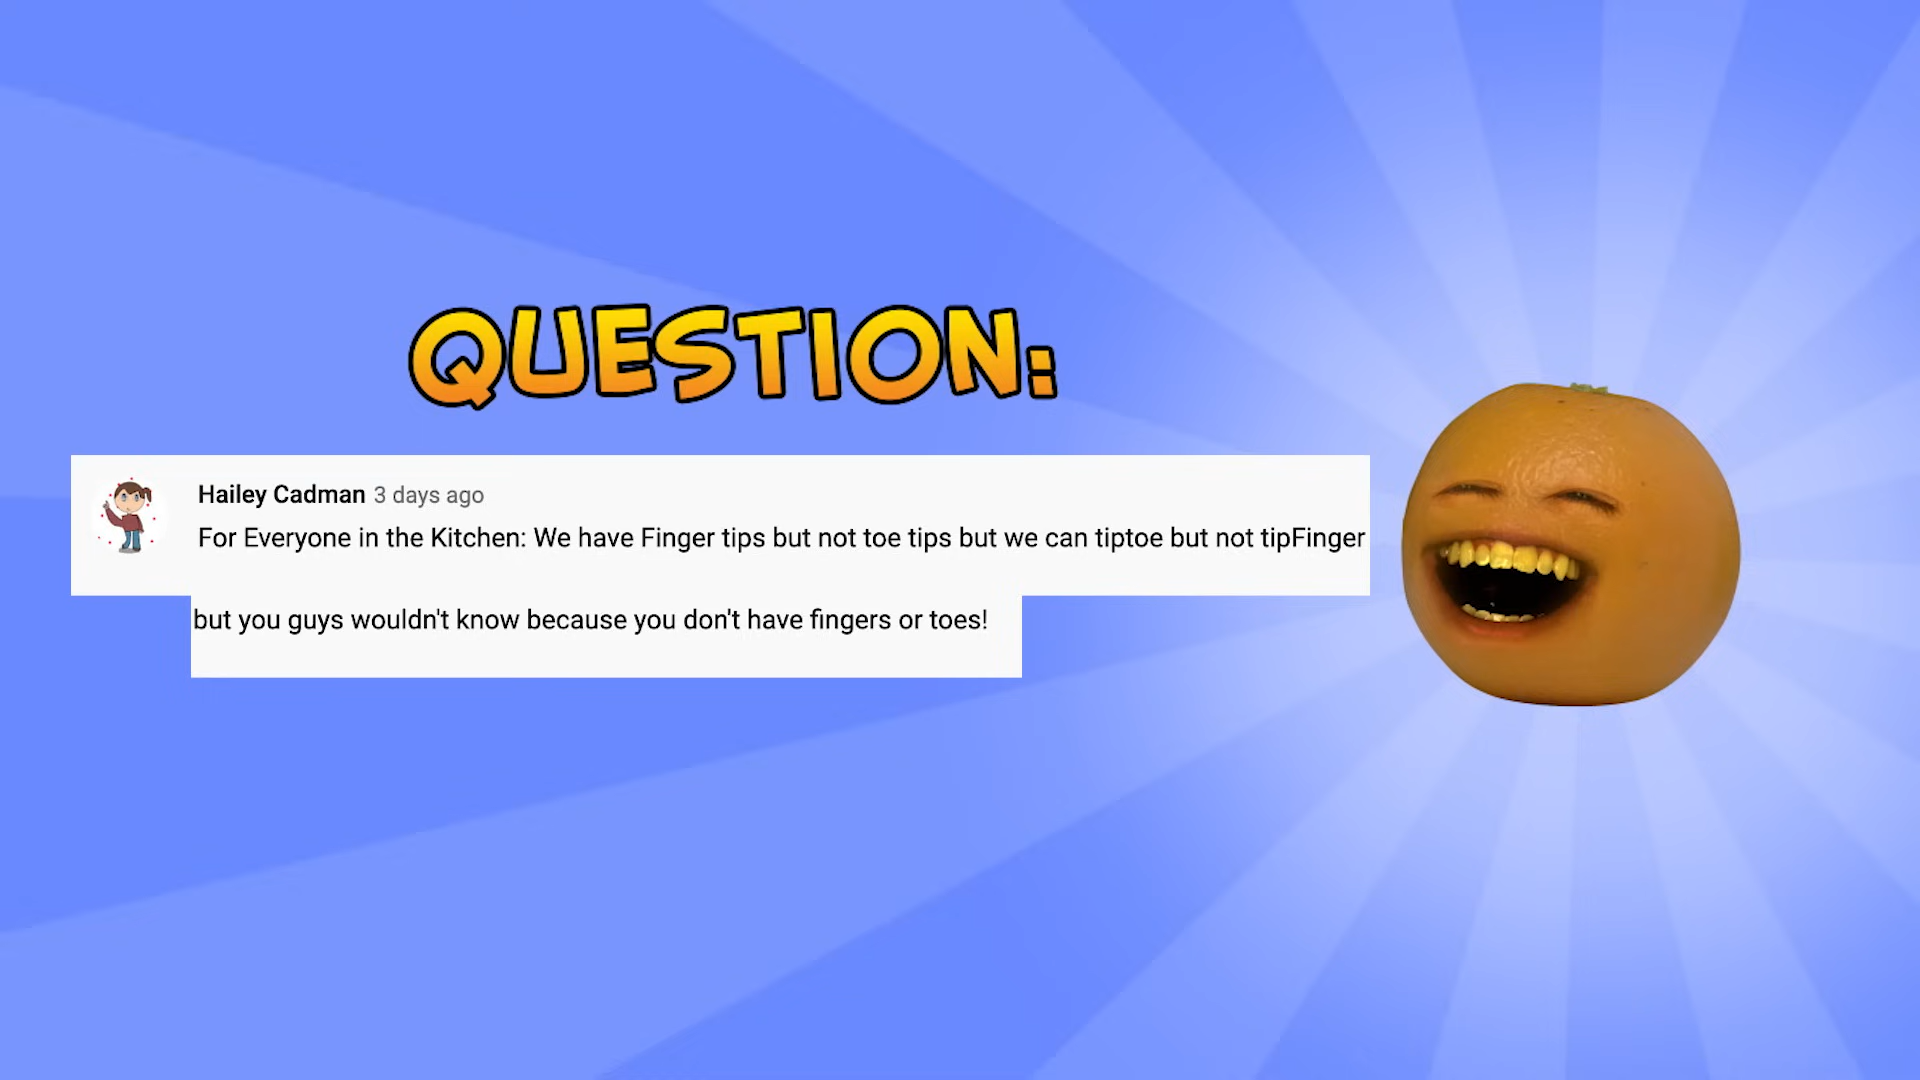 QUESTION:
Hailey Cadman 3 days ago
For Everyone in the Kitchen: We have Finger tips but not toe tips but we can tiptoe but not tipFinger
but you guys wouldn't know because you don't have fingers or toes!